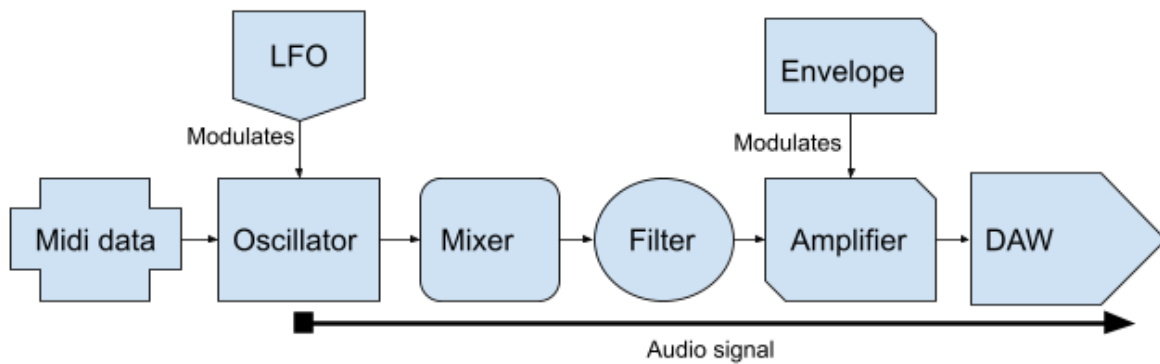 LFO
Envelope
Modulates
Modulates
Midi data
Oscillator
Mixer
Filter
Amplifier
DAW
Audio signal